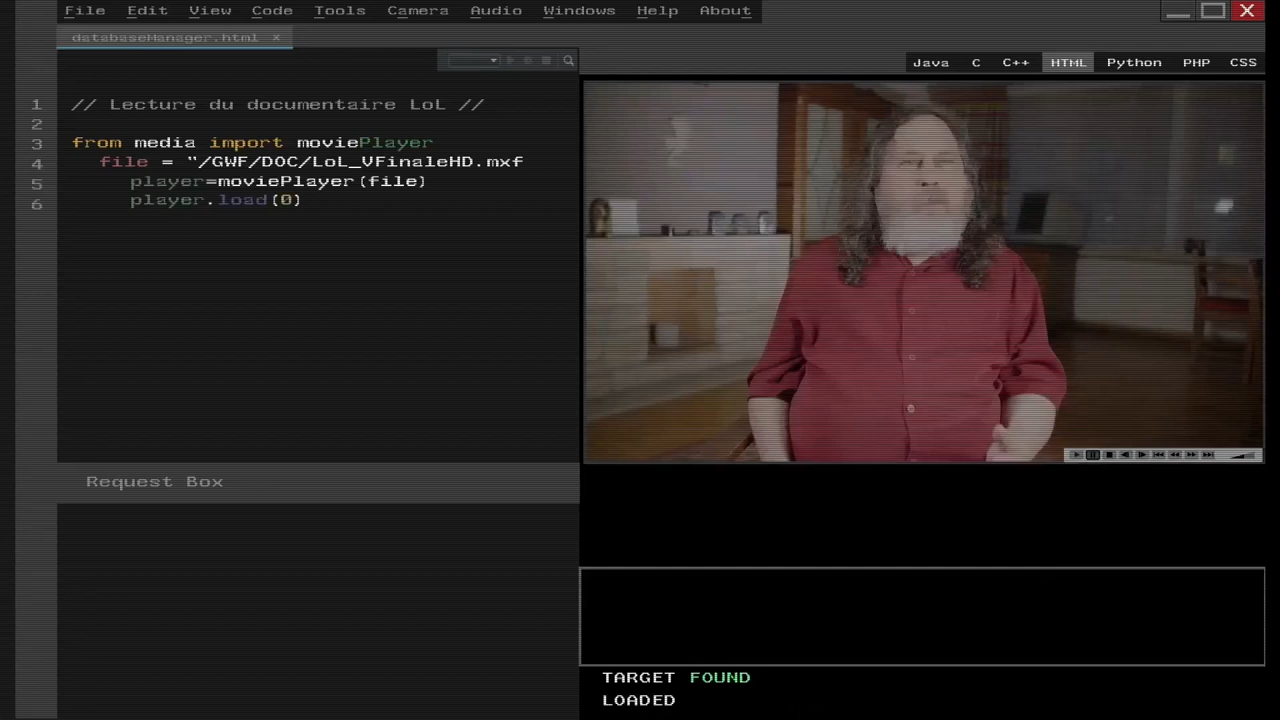 File Edit View Code Tools Camera Audio Windows Help About
databaseManager.html ×
Java C C++ HTML Python PHP CSS
1 // Lecture du documentaire LoL //
2
3 from media import moviePlayer
4 file = "/GWF/DOC/LoL_VFinaleHD.mxf
5 player=moviePlayer(file)
6 player.load(0)
Request Box
TARGET FOUND
LOADED